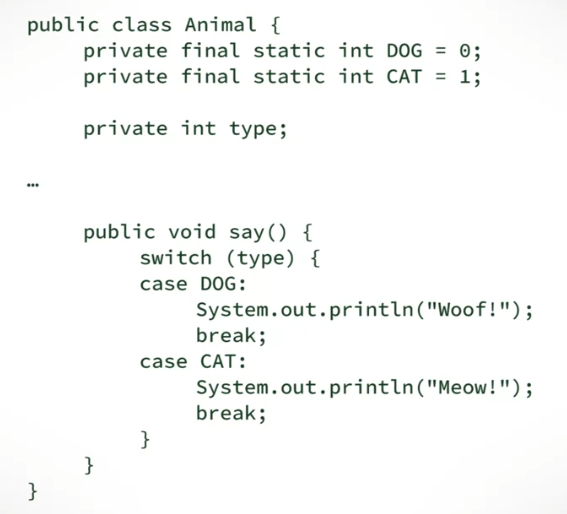 public class Animal {
private final static int DOG = 0;
private final static int CAT = 1;
private int type;
…
public void say() {
switch (type) {
case DOG:
System.out.println("Woof!");
break;
case CAT:
System.out.println("Meow!");
break;
}
}
}